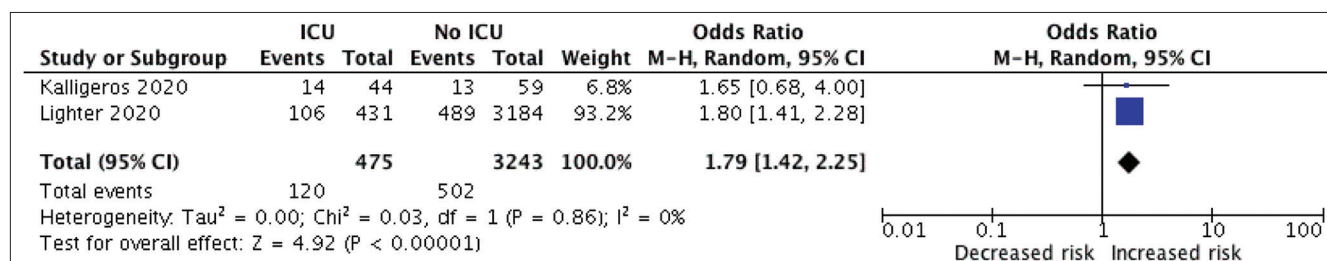 ICU No ICU Odds Ratio Odds Ratio
Study or Subgroup Events Total Events Total Weight M-H, Random, 95% CI M-H, Random, 95% CI
Kalligeros 2020 14 44 13 59 6.8% 1.65 [0.68, 4.00]
Lighter 2020 106 431 489 3184 93.2% 1.80 [1.41, 2.28]
Total (95% CI) 475 3243 100.0% 1.79 [1.42, 2.25]
Total events 120 502
Heterogeneity: Tau² = 0.00; Chi² = 0.03, df = 1 (P = 0.86); I² = 0%
Test for overall effect: Z = 4.92 (P < 0.00001)
0.01 0.1 1 10 100
Decreased risk Increased risk